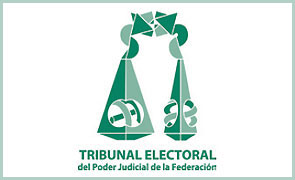 TRIBUNAL ELECTORAL
del Poder Judicial de la Federación